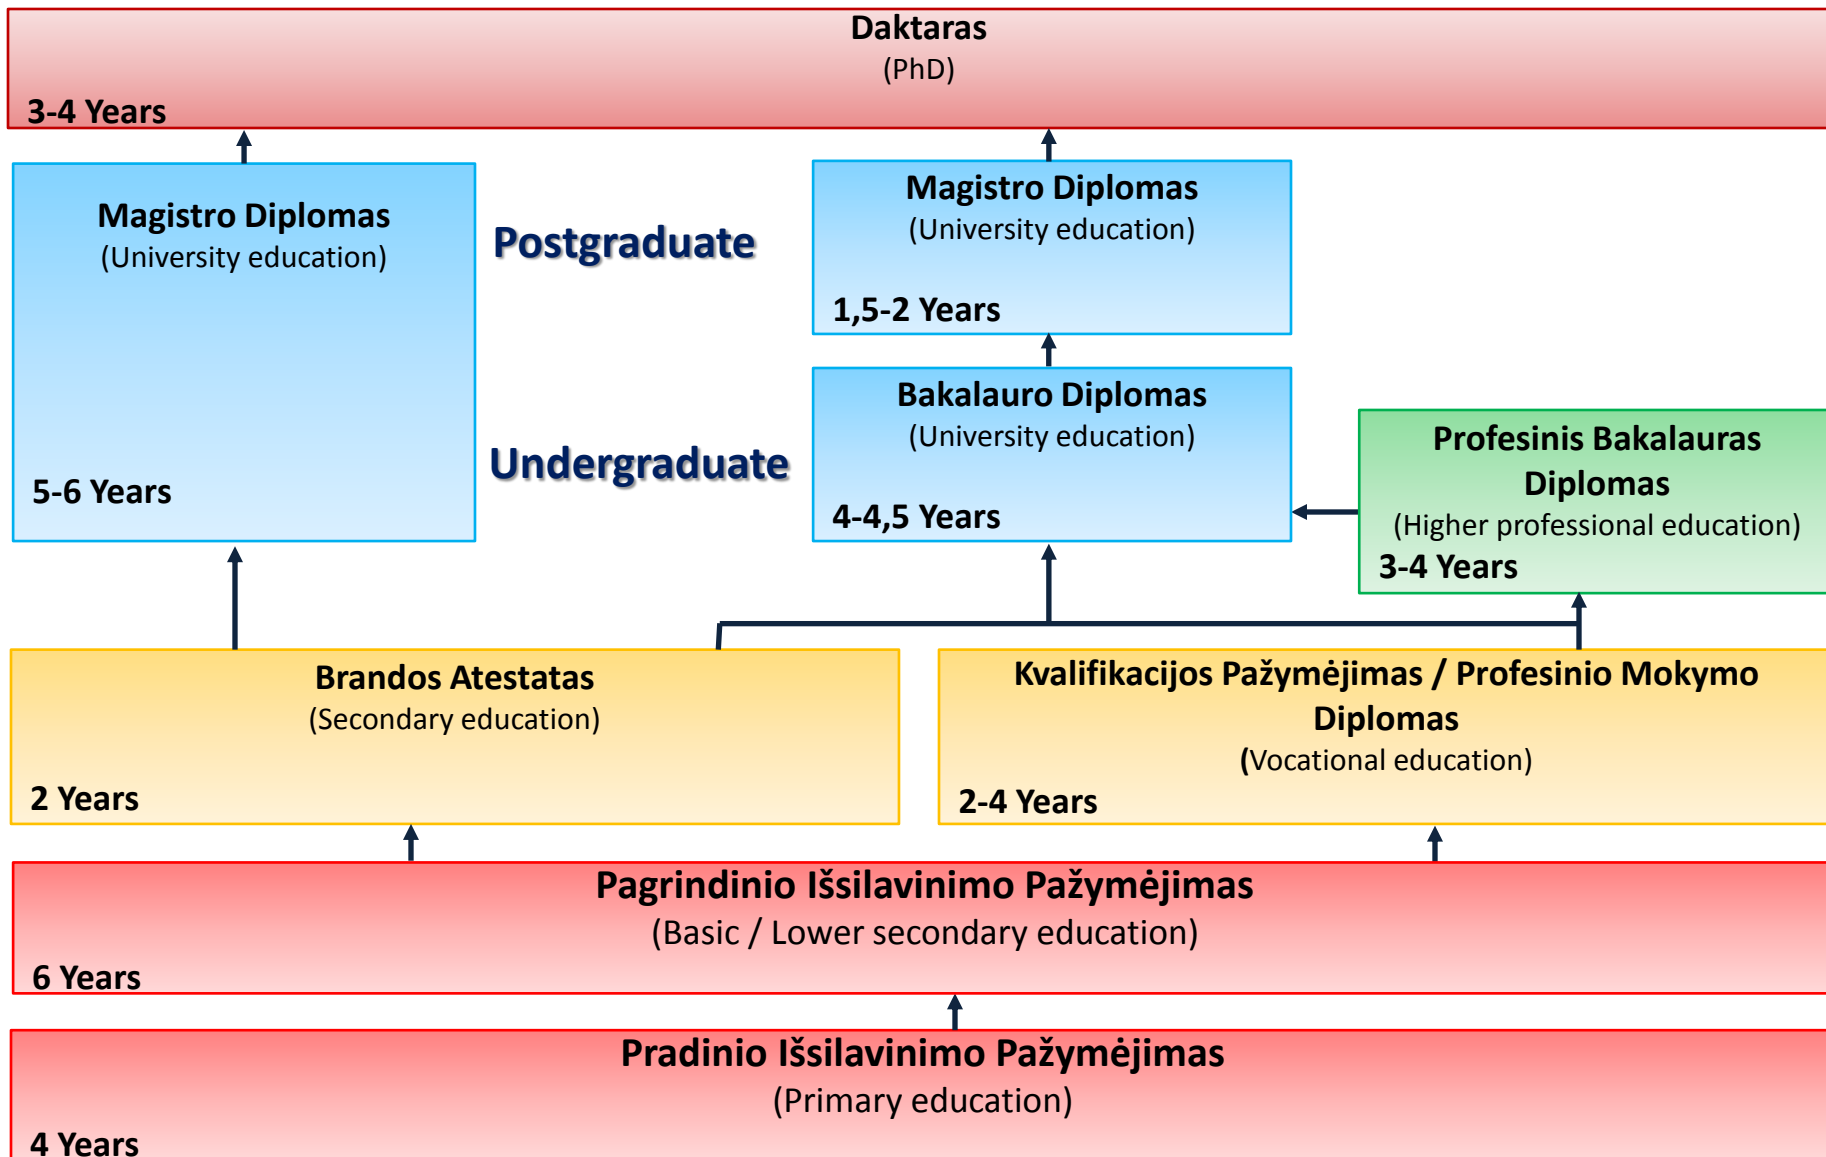 Daktaras
(PhD)
3-4 Years
Magistro Diplomas
(University education)
5-6 Years
Postgraduate
Undergraduate
Magistro Diplomas
(University education)
1,5-2 Years
Bakalauro Diplomas
(University education)
4-4,5 Years
Profesinis Bakalauras
Diplomas
(Higher professional education)
3-4 Years
Brandos Atestatas
(Secondary education)
2 Years
Kvalifikacijos Pažymėjimas / Profesinio Mokymo
Diplomas
(Vocational education)
2-4 Years
Pagrindinio Išsilavinimo Pažymėjimas
(Basic / Lower secondary education)
6 Years
Pradinio Išsilavinimo Pažymėjimas
(Primary education)
4 Years